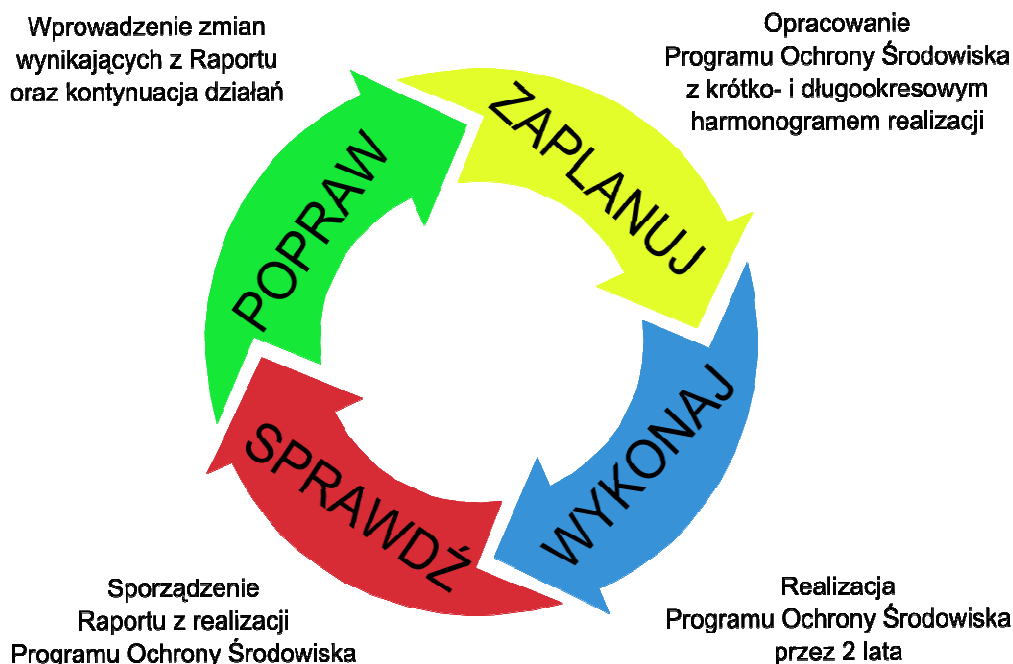 Wprowadzenie zmian
wynikających z Raportu
oraz kontynuacja działań
Opracowanie
Programu Ochrony Środowiska
z krótko- i długookresowym
harmonogramem realizacji
ZAPLANUJ
POPRAW
WYKONAJ
SPRAWDŹ
Sporządzenie
Raportu z realizacji
Programu Ochrony Środowiska
Realizacja
Programu Ochrony Środowiska
przez 2 lata